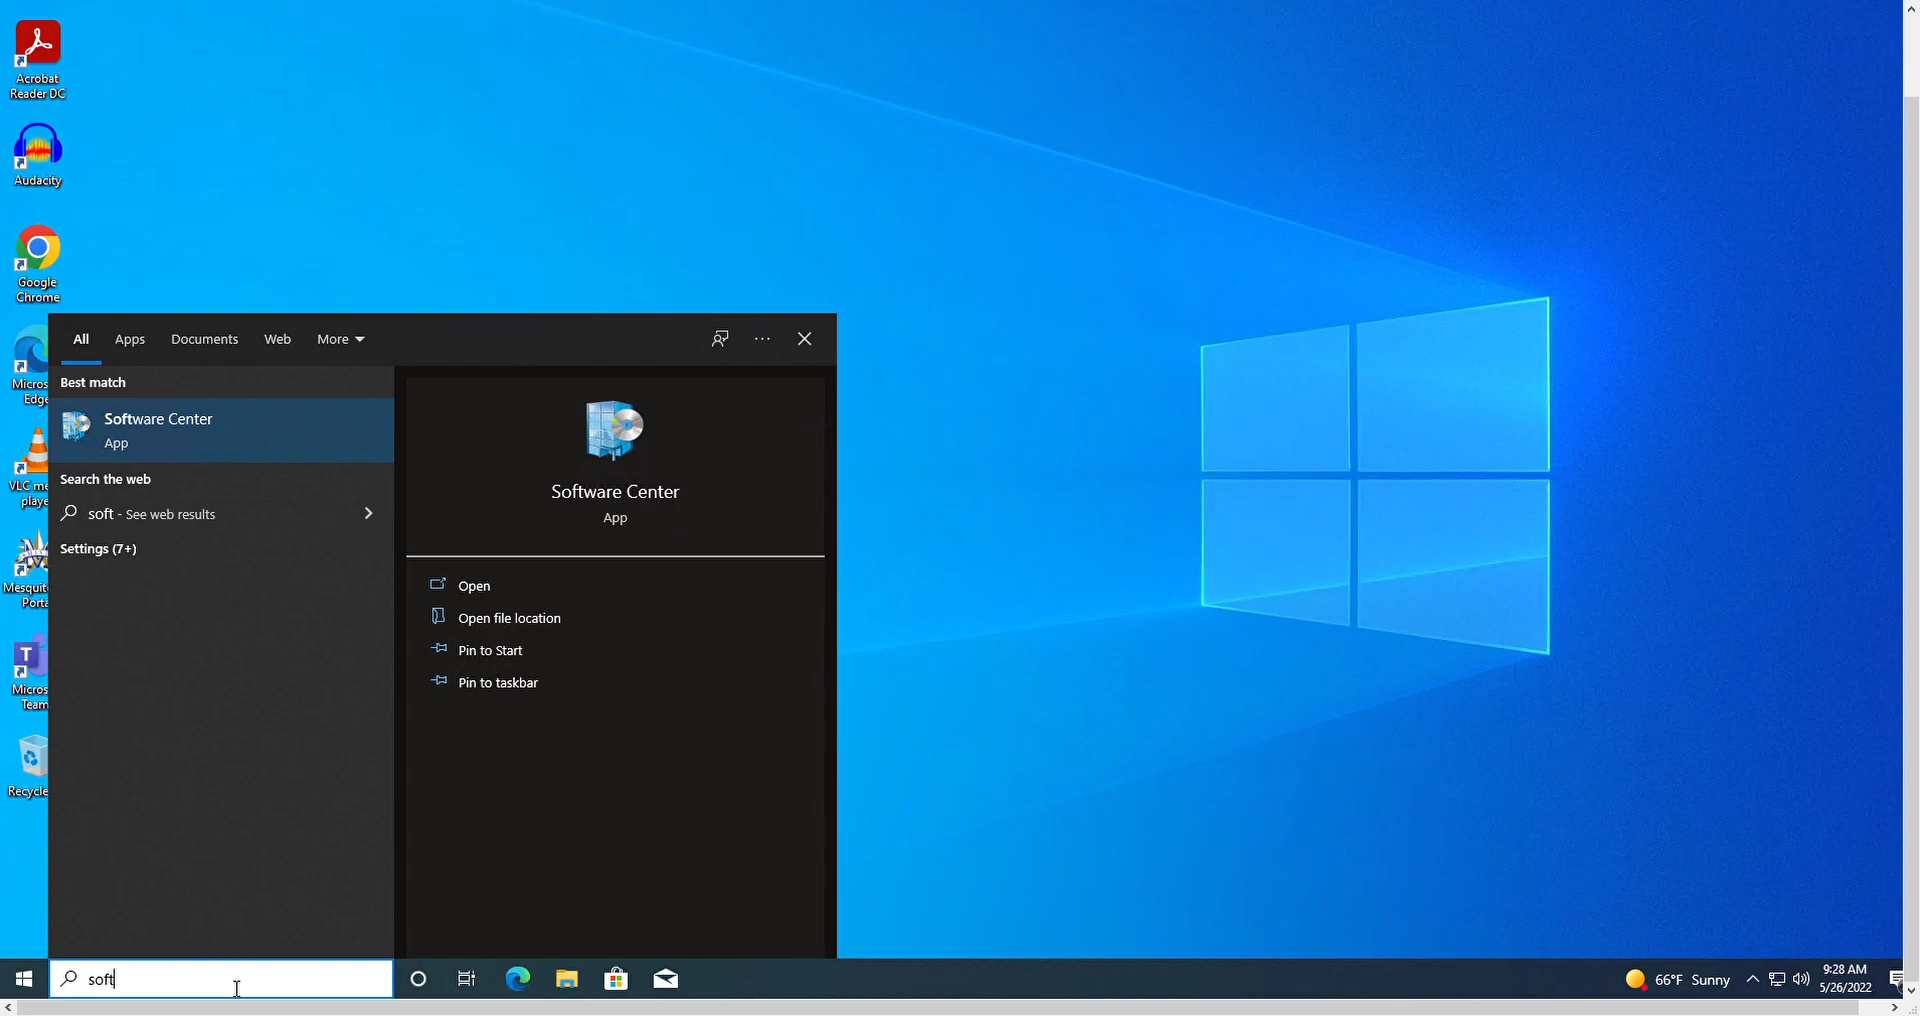 Acrobat
Reader DC
Audacity
Google
Chrome
Micros
Edge
VLC me
playe
Mesquit
Porta
T
Micros
Team
Recycle
All
Apps
Documents
Web
More
Best match
Software Center
App
Search the web
soft - See web results
Settings (7+)
Software Center
App
Open
Open file location
Pin to Start
Pin to taskbar
soft
66°F Sunny
9:28 AM
5/26/2022